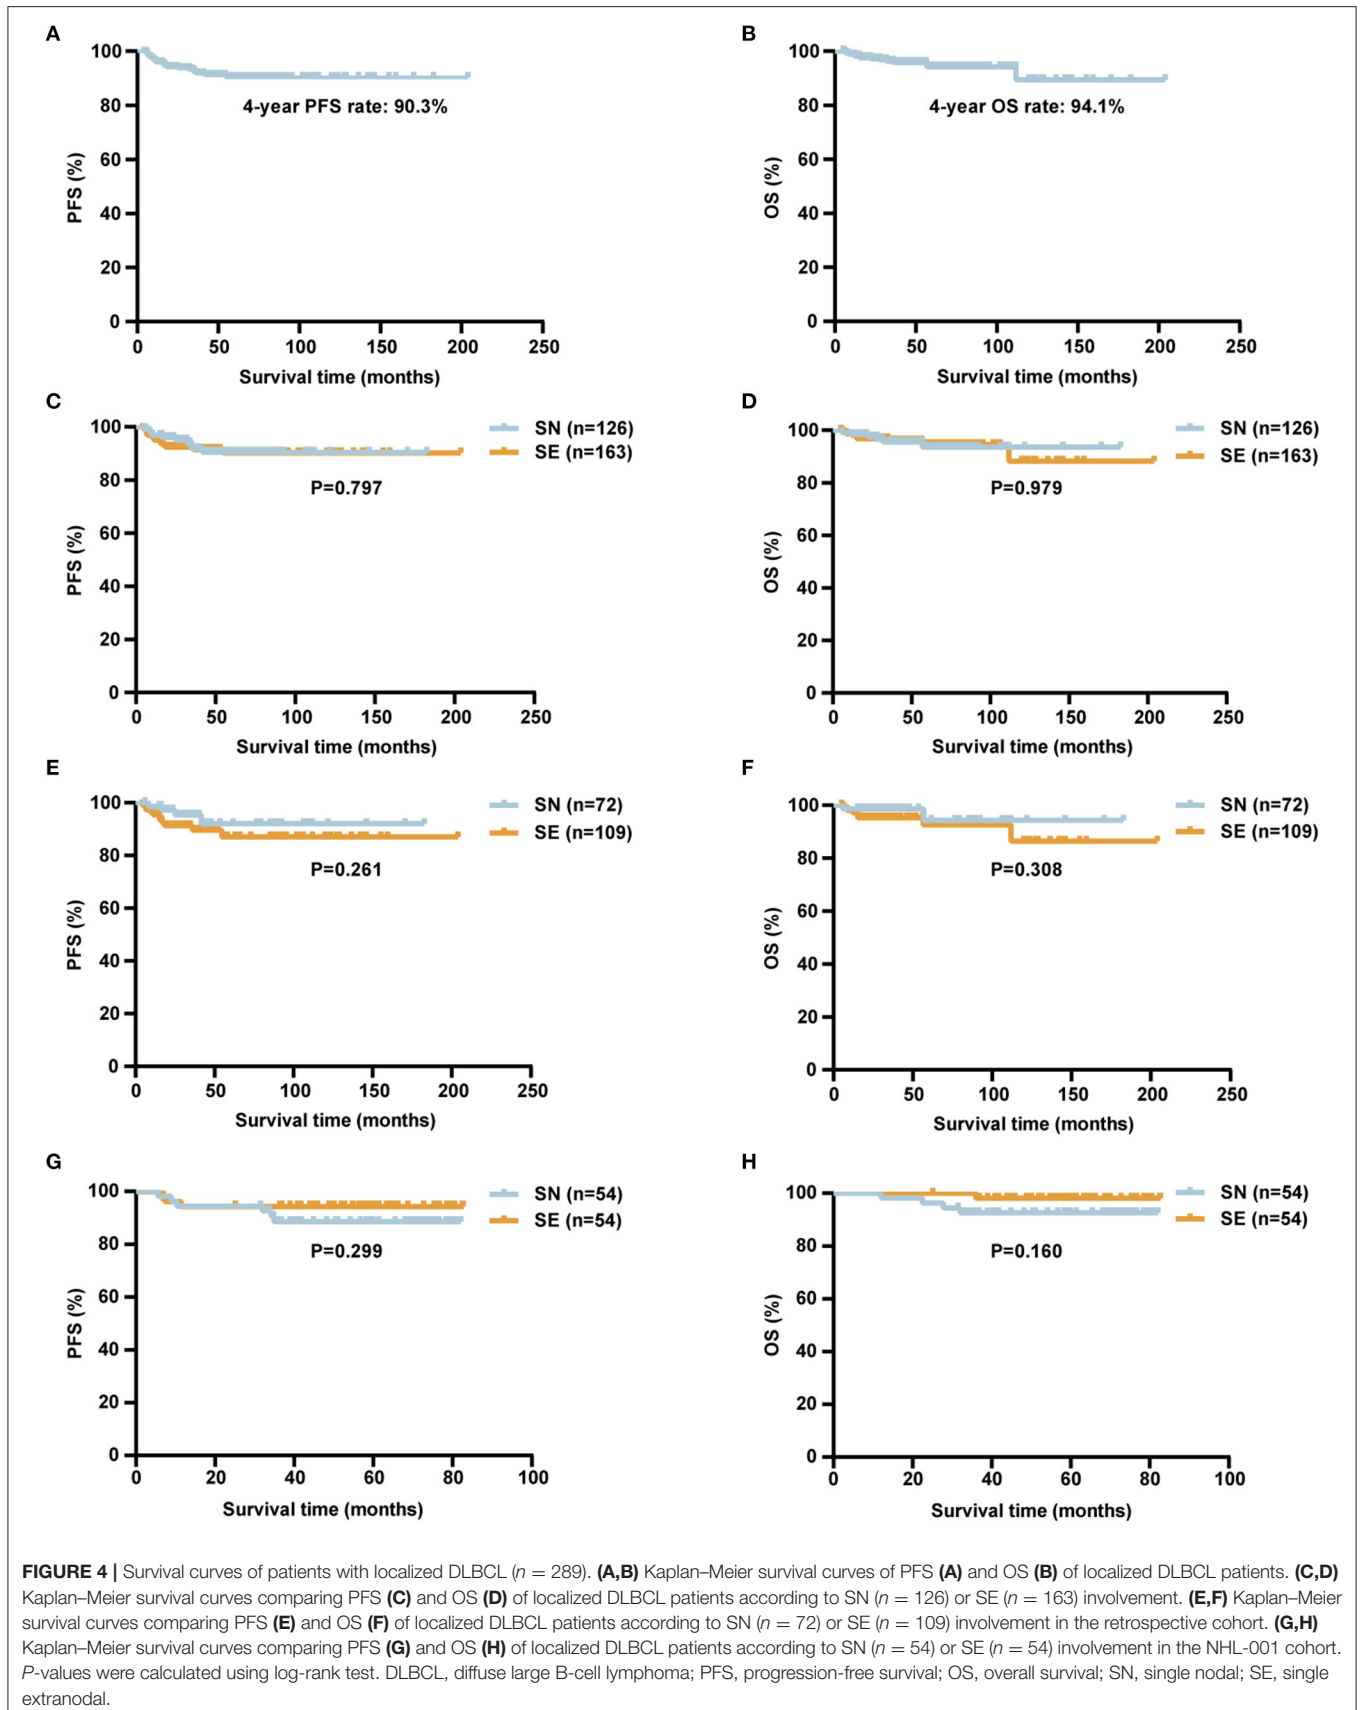 A
100
80
60
40
20
0
PFS (%)
4-year PFS rate: 90.3%
0 50 100 150 200 250
Survival time (months)
B
100
80
60
40
20
0
OS (%)
4-year OS rate: 94.1%
0 50 100 150 200 250
Survival time (months)
C
100
80
60
40
20
0
PFS (%)
SN (n=126)
SE (n=163)
P=0.797
0 50 100 150 200 250
Survival time (months)
D
100
80
60
40
20
0
OS (%)
SN (n=126)
SE (n=163)
P=0.979
0 50 100 150 200 250
Survival time (months)
E
100
80
60
40
20
0
PFS (%)
SN (n=72)
SE (n=109)
P=0.261
0 50 100 150 200 250
Survival time (months)
F
100
80
60
40
20
0
OS (%)
SN (n=72)
SE (n=109)
P=0.308
0 50 100 150 200 250
Survival time (months)
G
100
80
60
40
20
0
PFS (%)
SN (n=54)
SE (n=54)
P=0.299
0 20 40 60 80 100
Survival time (months)
H
100
80
60
40
20
0
OS (%)
SN (n=54)
SE (n=54)
P=0.160
0 20 40 60 80 100
Survival time (months)
FIGURE 4 | Survival curves of patients with localized DLBCL (n = 289). (A,B) Kaplan–Meier survival curves of PFS (A) and OS (B) of localized DLBCL patients. (C,D)
Kaplan–Meier survival curves comparing PFS (C) and OS (D) of localized DLBCL patients according to SN (n = 126) or SE (n = 163) involvement. (E,F) Kaplan–Meier
survival curves comparing PFS (E) and OS (F) of localized DLBCL patients according to SN (n = 72) or SE (n = 109) involvement in the retrospective cohort. (G,H)
Kaplan–Meier survival curves comparing PFS (G) and OS (H) of localized DLBCL patients according to SN (n = 54) or SE (n = 54) involvement in the NHL-001 cohort.
P-values were calculated using log-rank test. DLBCL, diffuse large B-cell lymphoma; PFS, progression-free survival; OS, overall survival; SN, single nodal; SE, single
extranodal.